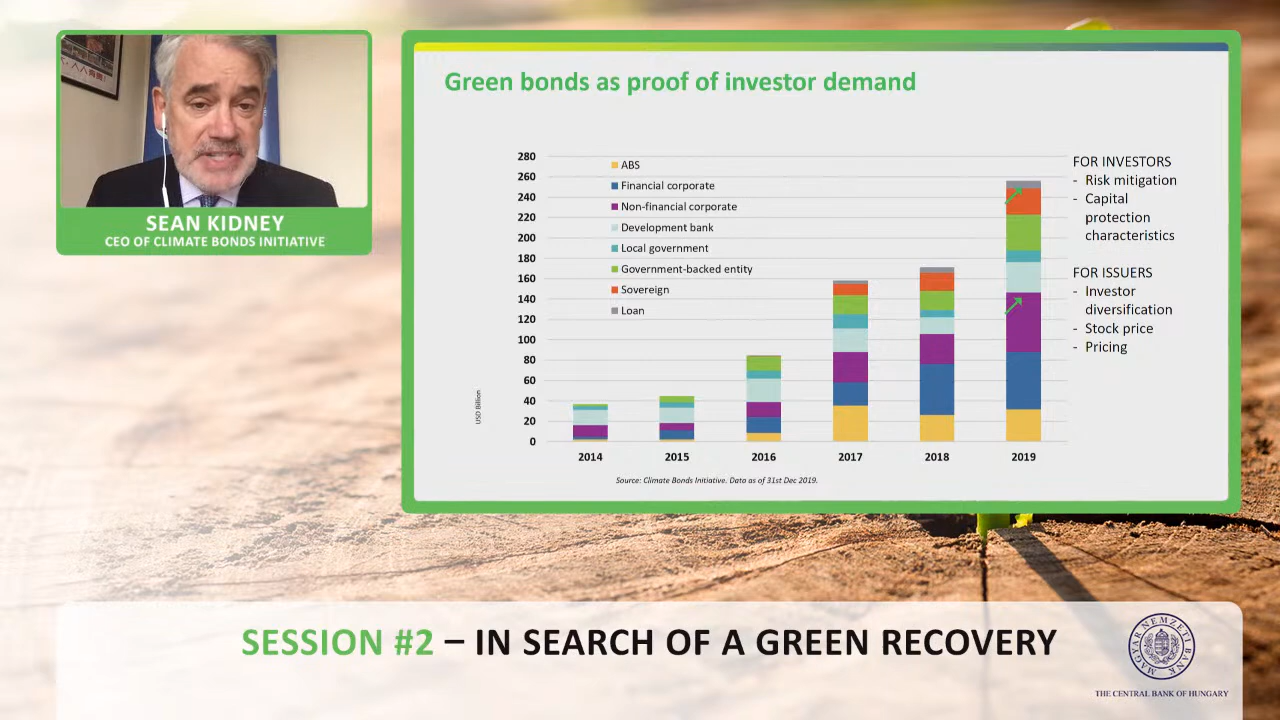 SEAN KIDNEY
CEO OF CLIMATE BONDS INITIATIVE
Green bonds as proof of investor demand
280
260
240
220
200
180
160
140
120
100
80
60
40
20
0
USD Billion
ABS
Financial corporate
Non-financial corporate
Development bank
Local government
Government-backed entity
Sovereign
Loan
2014
2015
2016
2017
2018
2019
Source: Climate Bonds Initiative. Data as of 31st Dec 2019.
FOR INVESTORS
- Risk mitigation
- Capital
protection
characteristics
FOR ISSUERS
- Investor
diversification
- Stock price
- Pricing
SESSION #2 – IN SEARCH OF A GREEN RECOVERY
MAGYAR NEMZETI BANK
THE CENTRAL BANK OF HUNGARY